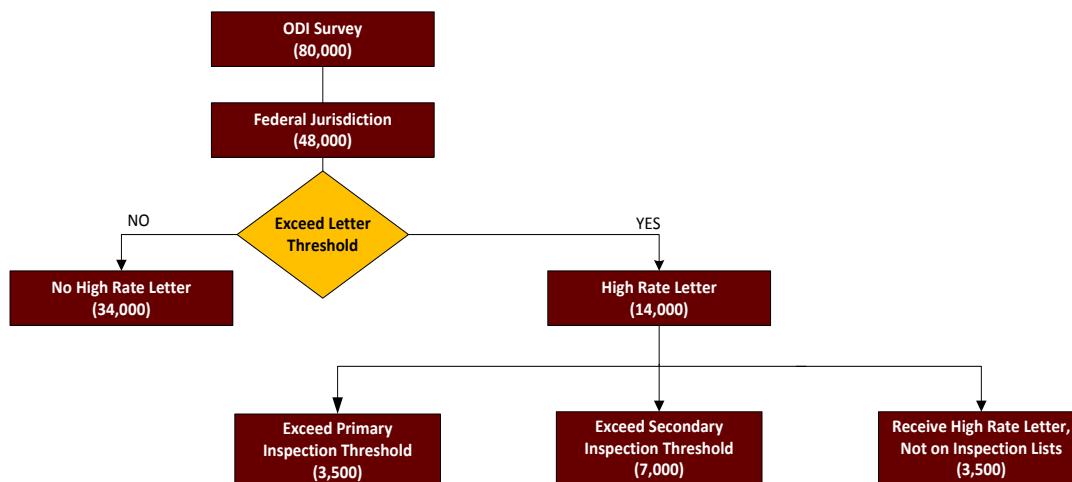 ODI Survey
(80,000)
Federal Jurisdiction
(48,000)
Exceed Letter
Threshold
NO
YES
No High Rate Letter
(34,000)
High Rate Letter
(14,000)
Exceed Primary
Inspection Threshold
(3,500)
Exceed Secondary
Inspection Threshold
(7,000)
Receive High Rate Letter,
Not on Inspection Lists
(3,500)